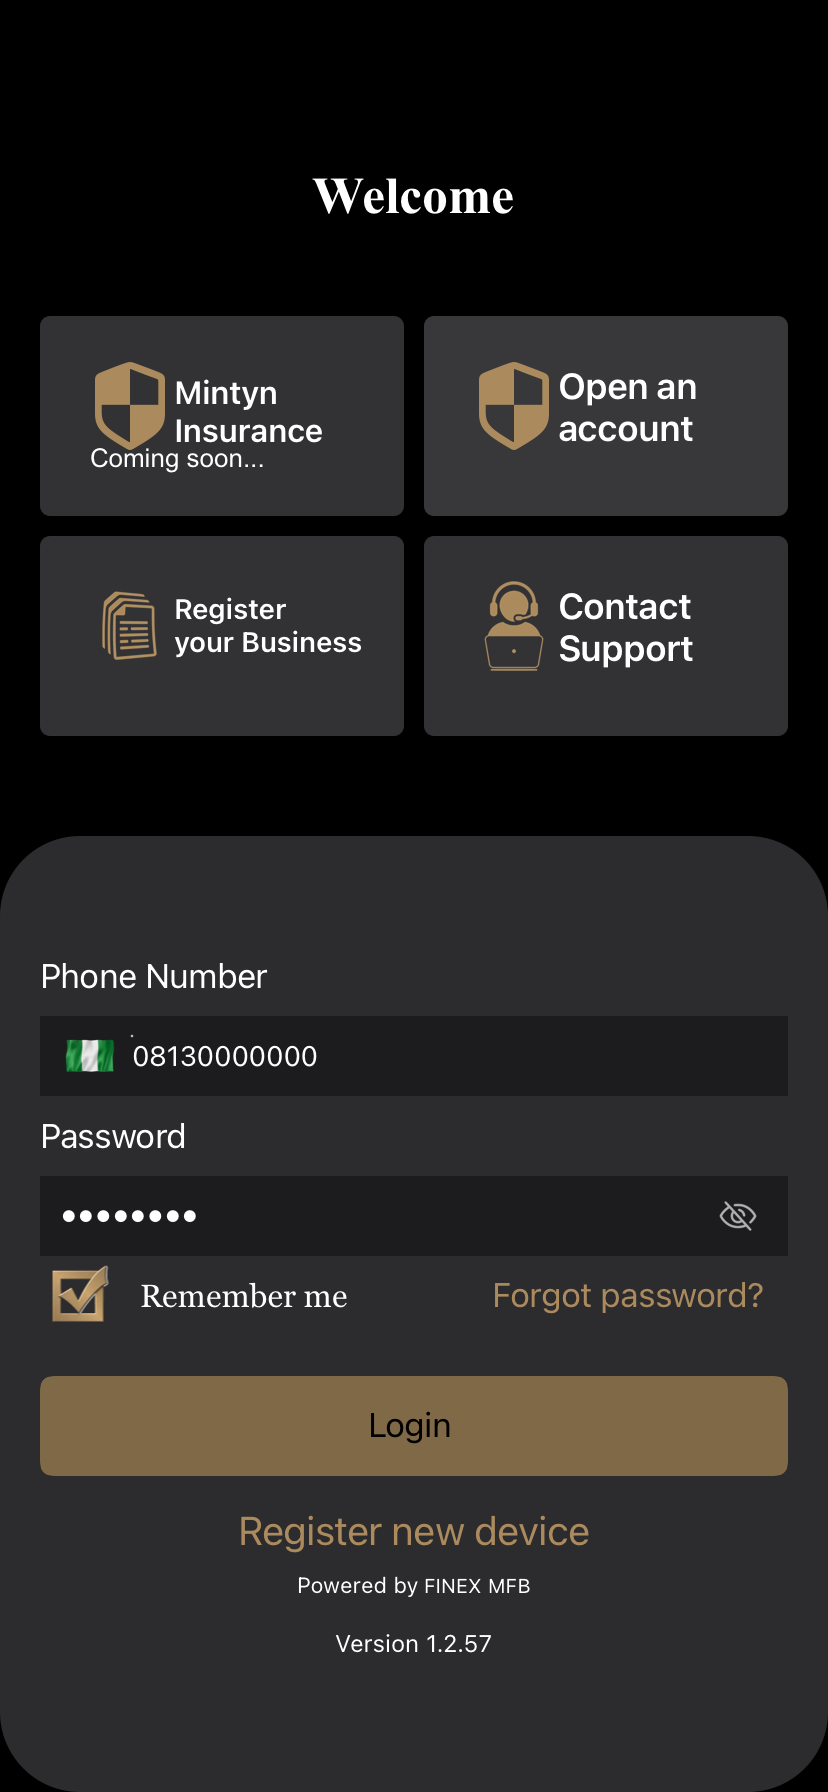 Welcome
Mintyn
Insurance
Coming soon...
Open an
account
Register
your Business
Contact
Support
Phone Number
08130000000
Password
••••••••
Remember me
Forgot password?
Login
Register new device
Powered by FINEX MFB
Version 1.2.57